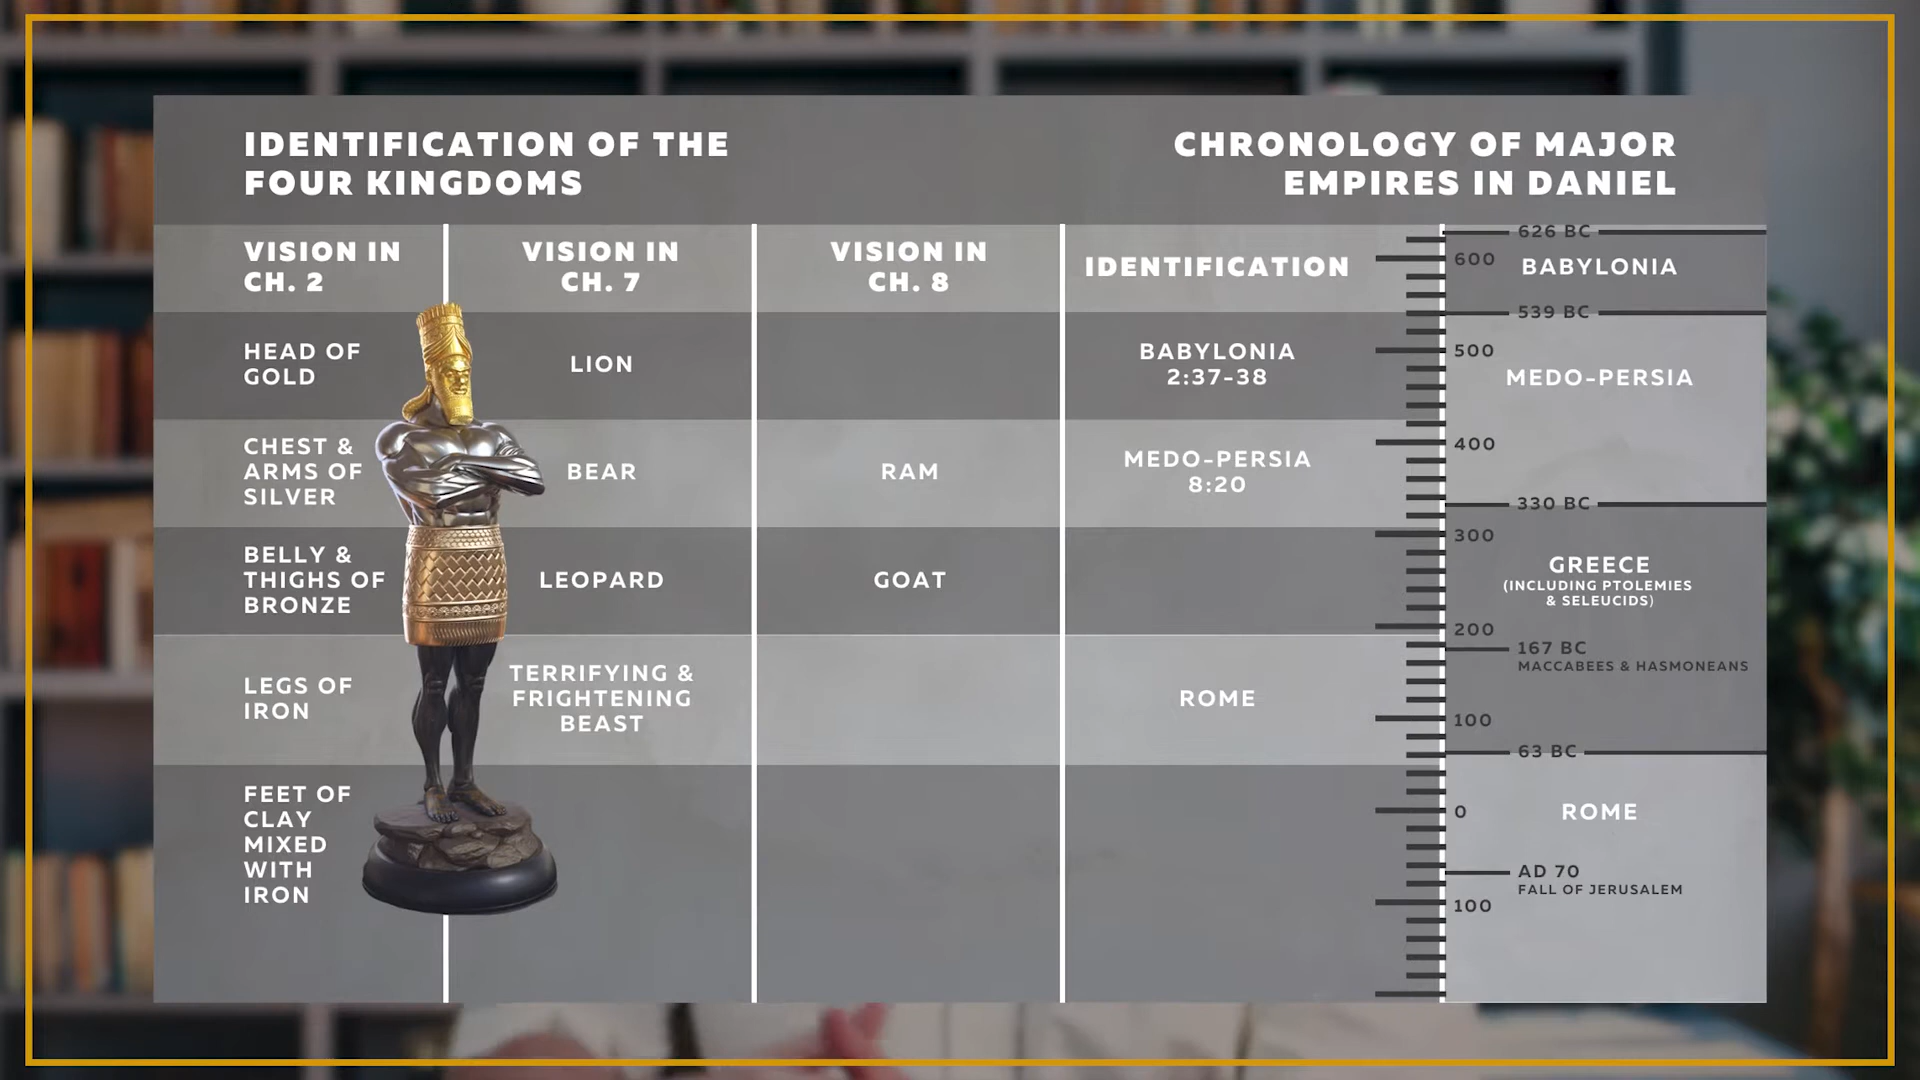 IDENTIFICATION OF THE
FOUR KINGDOMS
CHRONOLOGY OF MAJOR
EMPIRES IN DANIEL
VISION IN
CH. 2
VISION IN
CH. 7
VISION IN
CH. 8
IDENTIFICATION
HEAD OF
GOLD
LION
BABYLONIA
2:37-38
CHEST &
ARMS OF
SILVER
BEAR
RAM
MEDO-PERSIA
8:20
BELLY &
THIGHS OF
BRONZE
LEOPARD
GOAT
LEGS OF
IRON
TERRIFYING &
FRIGHTENING
BEAST
ROME
FEET OF
CLAY
MIXED
WITH
IRON
626 BC
600
BABYLONIA
539 BC
500
MEDO-PERSIA
400
330 BC
300
GREECE
(INCLUDING PTOLEMIES
& SELEUCIDS)
200
167 BC
MACCABEES & HASMONEANS
100
63 BC
0
ROME
AD 70
FALL OF JERUSALEM
100